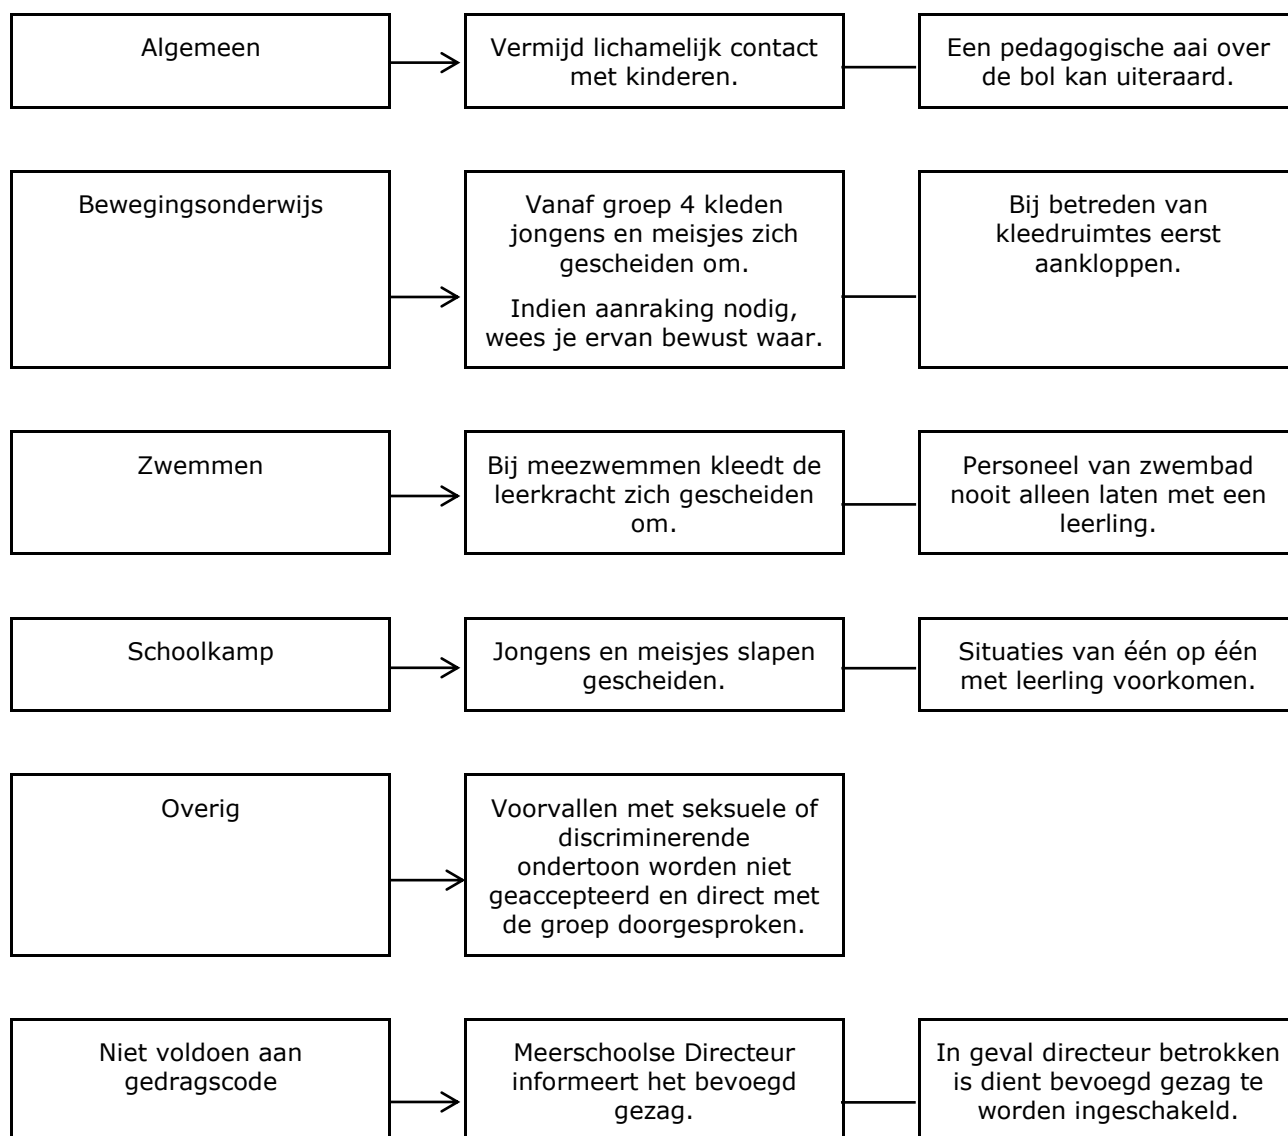 Algemeen
Vermijd lichamelijk contact
met kinderen.
Een pedagogische aai over
de bol kan uiteraard.
Bewegingsonderwijs
Vanaf groep 4 kleden
jongens en meisjes zich
gescheiden om.
Indien aanraking nodig,
wees je ervan bewust waar.
Bij betreden van
kleedruimtes eerst
aankloppen.
Zwemmen
Bij meezwemmen kleedt de
leerkracht zich gescheiden
om.
Personeel van zwembad
nooit alleen laten met een
leerling.
Schoolkamp
Jongens en meisjes slapen
gescheiden.
Situaties van één op één
met leerling voorkomen.
Overig
Voorvallen met seksuele of
discriminerende
ondertoon worden niet
geaccepteerd en direct met
de groep doorgesproken.
Niet voldoen aan
gedragscode
Meerschoolse Directeur
informeert het bevoegd
gezag.
In geval directeur betrokken
is dient bevoegd gezag te
worden ingeschakeld.